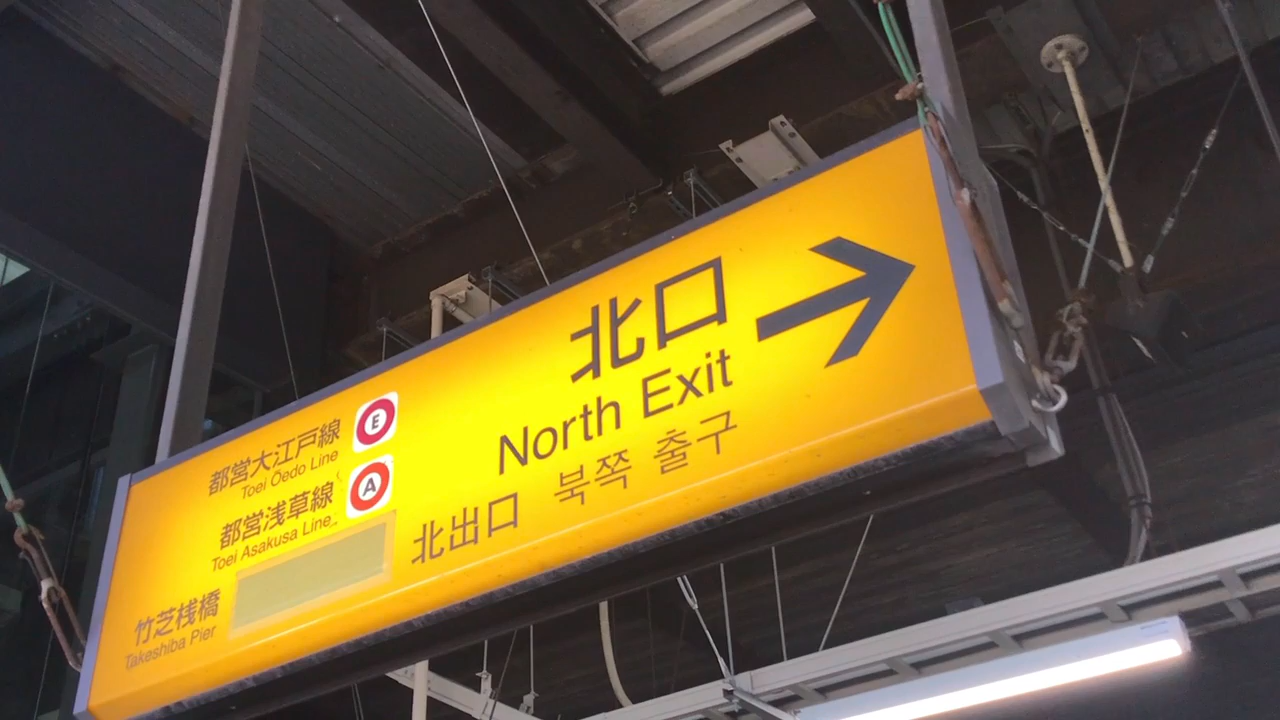 北口
North Exit
北出口 북쪽 출구
都営大江戸線 E
Toei Ōedo Line
都営浅草線 A
Toei Asakusa Line
竹芝桟橋
Takeshiba Pier